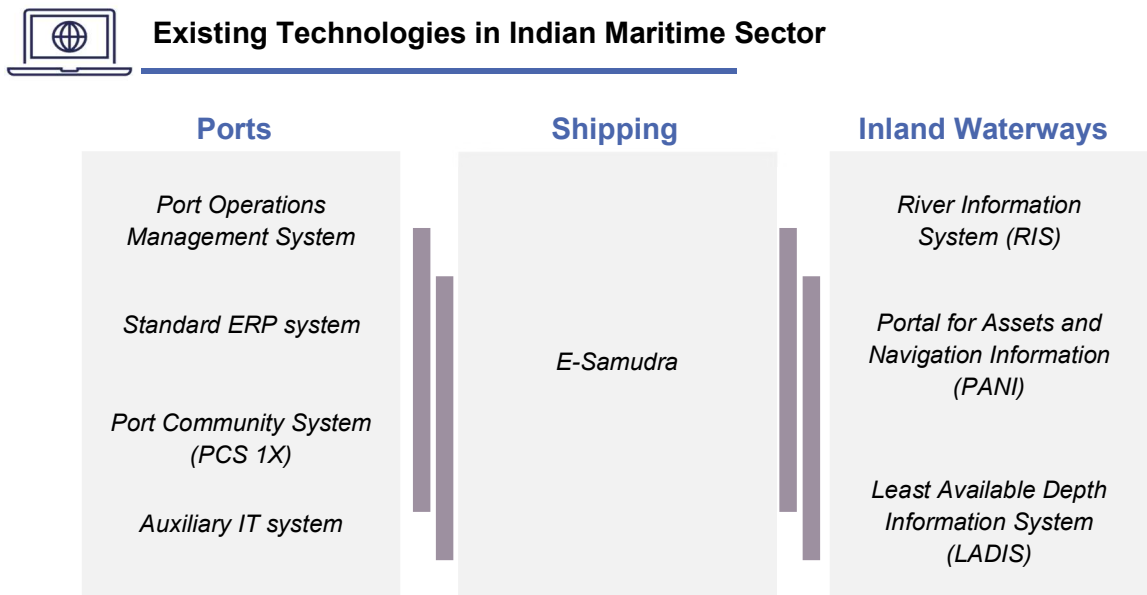 Existing Technologies in Indian Maritime Sector
Ports
Port Operations
Management System
Standard ERP system
Port Community System
(PCS 1X)
Auxiliary IT system
Shipping
E-Samudra
Inland Waterways
River Information
System (RIS)
Portal for Assets and
Navigation Information
(PANI)
Least Available Depth
Information System
(LADIS)